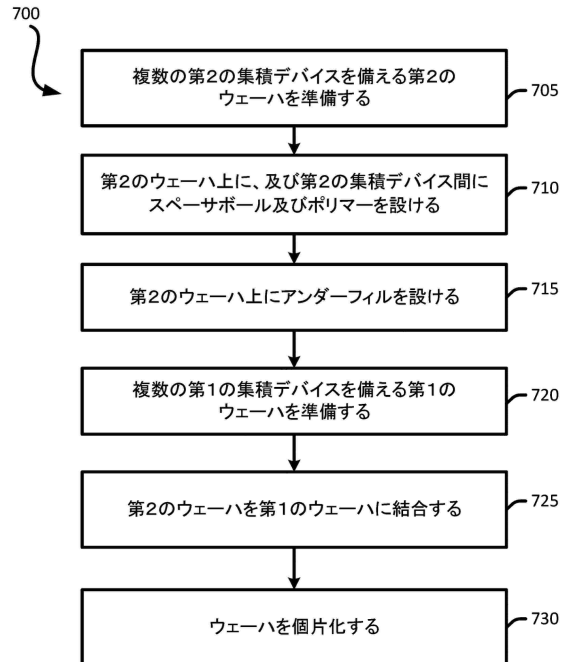 700
複数の第2の集積デバイスを備える第2の
ウェーハを準備する
705
第2のウェーハ上に、及び第2の集積デバイス間に
スペーサボール及びポリマーを設ける
710
第2のウェーハ上にアンダーフィルを設ける
715
複数の第1の集積デバイスを備える第1の
ウェーハを準備する
720
第2のウェーハを第1のウェーハに結合する
725
ウェーハを個片化する
730